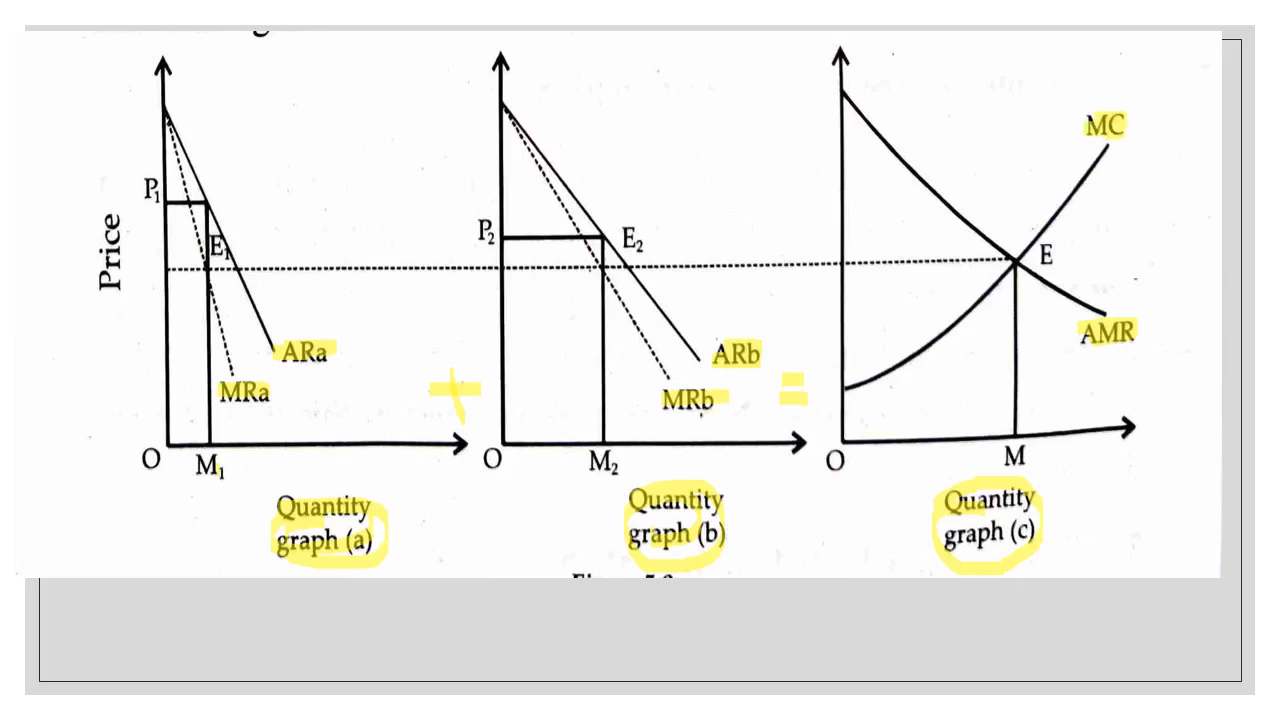 Price
P1
E1
ARa
MRa
O
M1
Quantity
graph (a)
P2
E2
ARb
MRb
O
M2
Quantity
graph (b)
MC
E
AMR
O
M
Quantity
graph (c)